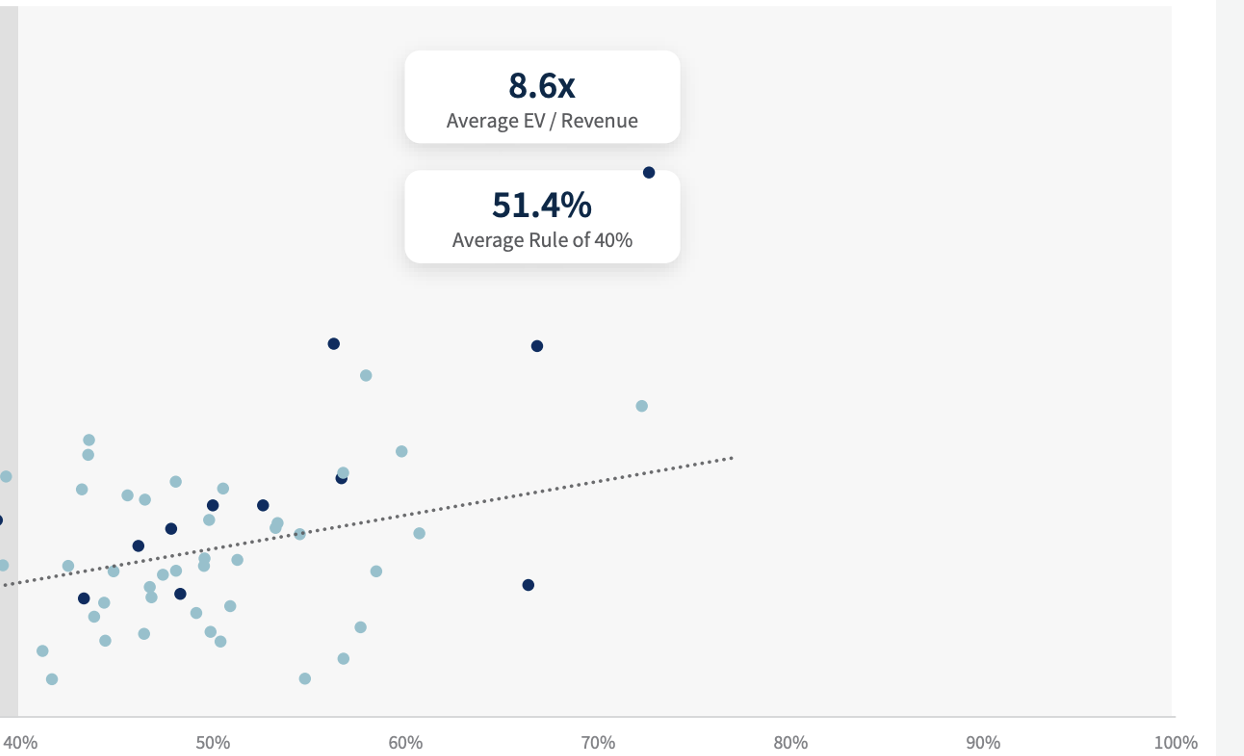 8.6x
Average EV / Revenue
51.4%
Average Rule of 40%
40% 50% 60% 70% 80% 90% 100%